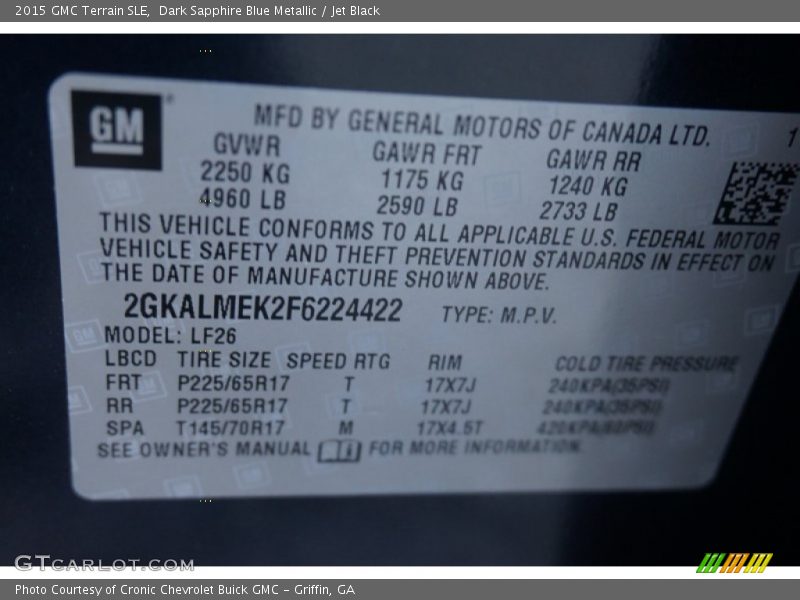 2015 GMC Terrain SLE, Dark Sapphire Blue Metallic / Jet Black
GM
MFD BY GENERAL MOTORS OF CANADA LTD. 1
GVWR GAWR FRT GAWR RR
2250 KG 1175 KG 1240 KG
4960 LB 2590 LB 2733 LB
THIS VEHICLE CONFORMS TO ALL APPLICABLE U.S. FEDERAL MOTOR
VEHICLE SAFETY AND THEFT PREVENTION STANDARDS IN EFFECT ON
THE DATE OF MANUFACTURE SHOWN ABOVE.
2GKALMEK2F6224422 TYPE: M.P.V.
MODEL: LF26
LBCD TIRE SIZE SPEED RTG RIM COLD TIRE PRESSURE
FRT P225/65R17 T 17X7J 240KPA(35PSI)
RR P225/65R17 T 17X7J 240KPA(35PSI)
SPA T145/70R17 M 17X4.5T 420KPA(60PSI)
SEE OWNER'S MANUAL FOR MORE INFORMATION.
GTcarlot.com
Photo Courtesy of Cronic Chevrolet Buick GMC - Griffin, GA